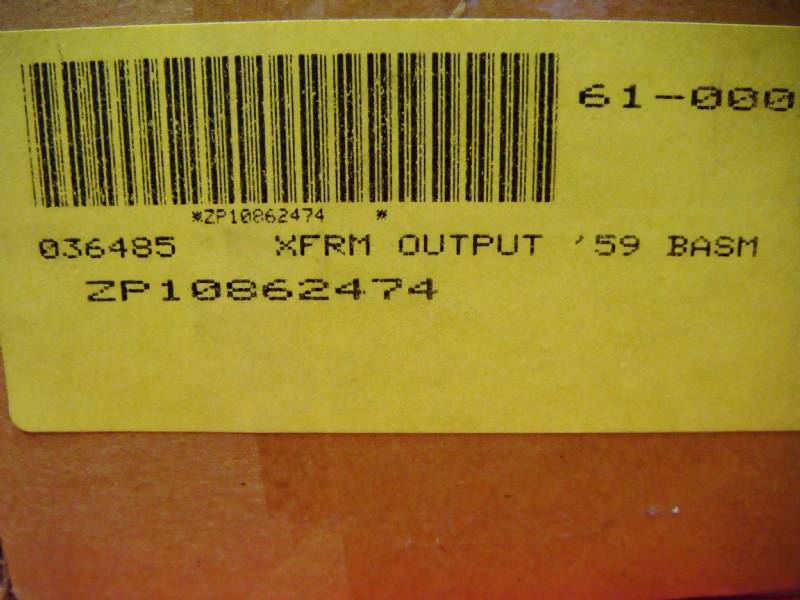 61-000
*ZP10862474 *
036485 XFRM OUTPUT '59 BASM
ZP10862474